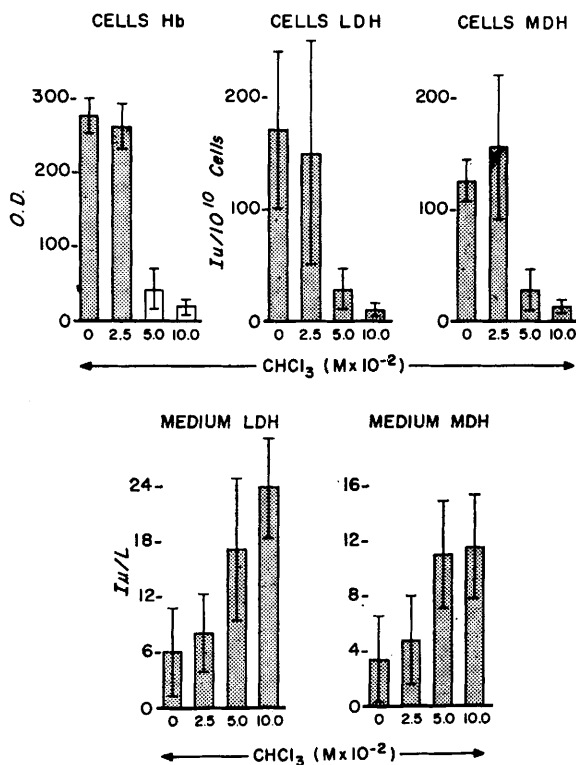 CELLS Hb
CELLS LDH
CELLS MDH
300-
200-
100-
0
O.D.
0 2.5 5.0 10.0
200-
100-
0
Iu/10¹⁰ Cells
0 2.5 5.0 10.0
200-
100-
0
0 2.5 5.0 10.0
CHCl₃ (Mx10⁻²)
MEDIUM LDH
MEDIUM MDH
24-
18-
12-
6-
0
Iµ/L
0 2.5 5.0 10.0
16-
12-
8-
4-
0
0 2.5 5.0 10.0
CHCl₃ (Mx10⁻²)